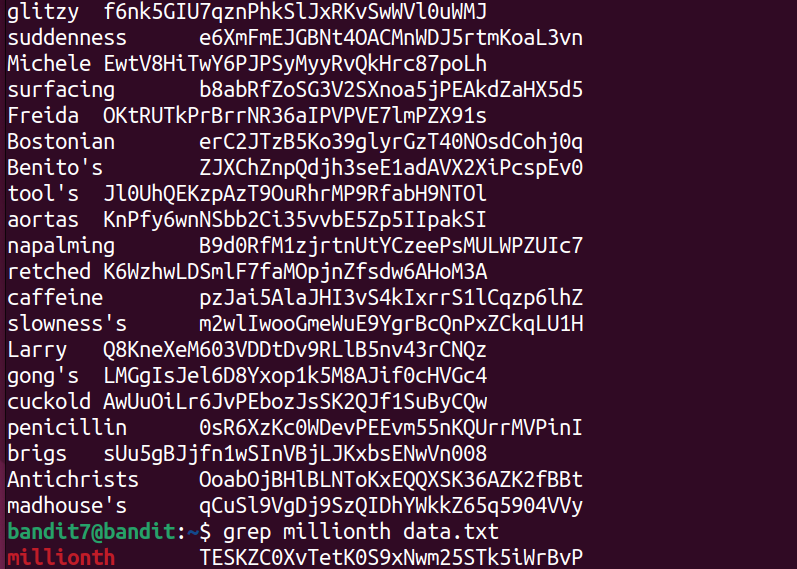 glitzy	f6nk5GIU7qznPhkSlJxRKvSwWVl0uWMJ
suddenness	e6XmFmEJGBNt4OACMnWDJ5rtmKoaL3vn
Michele	EwtV8HiTwY6PJPSyMyyRvQkHrc87poLh
surfacing	b8abRfZoSG3V2SXnoa5jPEAkdZaHX5d5
Freida	OKtRUTkPrBrrNR36aIPVPVE7lmPZX91s
Bostonian	erC2JTzB5Ko39glyrGzT40NOsdCohj0q
Benito's	ZJXChZnpQdjh3seE1adAVX2XiPcspEv0
tool's	Jl0UhQEKzpAzT9OuRhrMP9RfabH9NTOl
aortas	KnPfy6wnNSbb2Ci35vvbE5Zp5IIpakSI
napalming	B9d0RfM1zjrtnUtYCzeePsMULWPZUIc7
retched	K6WzhwLDSmlF7faMOpjnZfsdw6AHoM3A
caffeine	pzJai5AlaJHI3vS4kIxrrS1lCqzp6lhZ
slowness's	m2wlIwooGmeWuE9YgrBcQnPxZCkqLU1H
Larry	Q8KneXeM603VDDtDv9RLlB5nv43rCNQz
gong's	LMGgIsJel6D8Yxop1k5M8AJif0cHVGc4
cuckold	AwUuOiLr6JvPEbozJsSK2QJf1SuByCQw
penicillin	0sR6XzKc0WDevPEEvm55nKQUrrMVPinI
brigs	sUu5gBJjfn1wSInVBjLJKxbsENwVn008
Antichrists	OoabOjBHlBLNToKxEQQXSK36AZK2fBBt
madhouse's	qCuSl9VgDj9SzQIDhYWkkZ65q5904VVy
bandit7@bandit:~$ grep millionth data.txt
millionth	TESKZC0XvTetK0S9xNwm25STk5iWrBvP